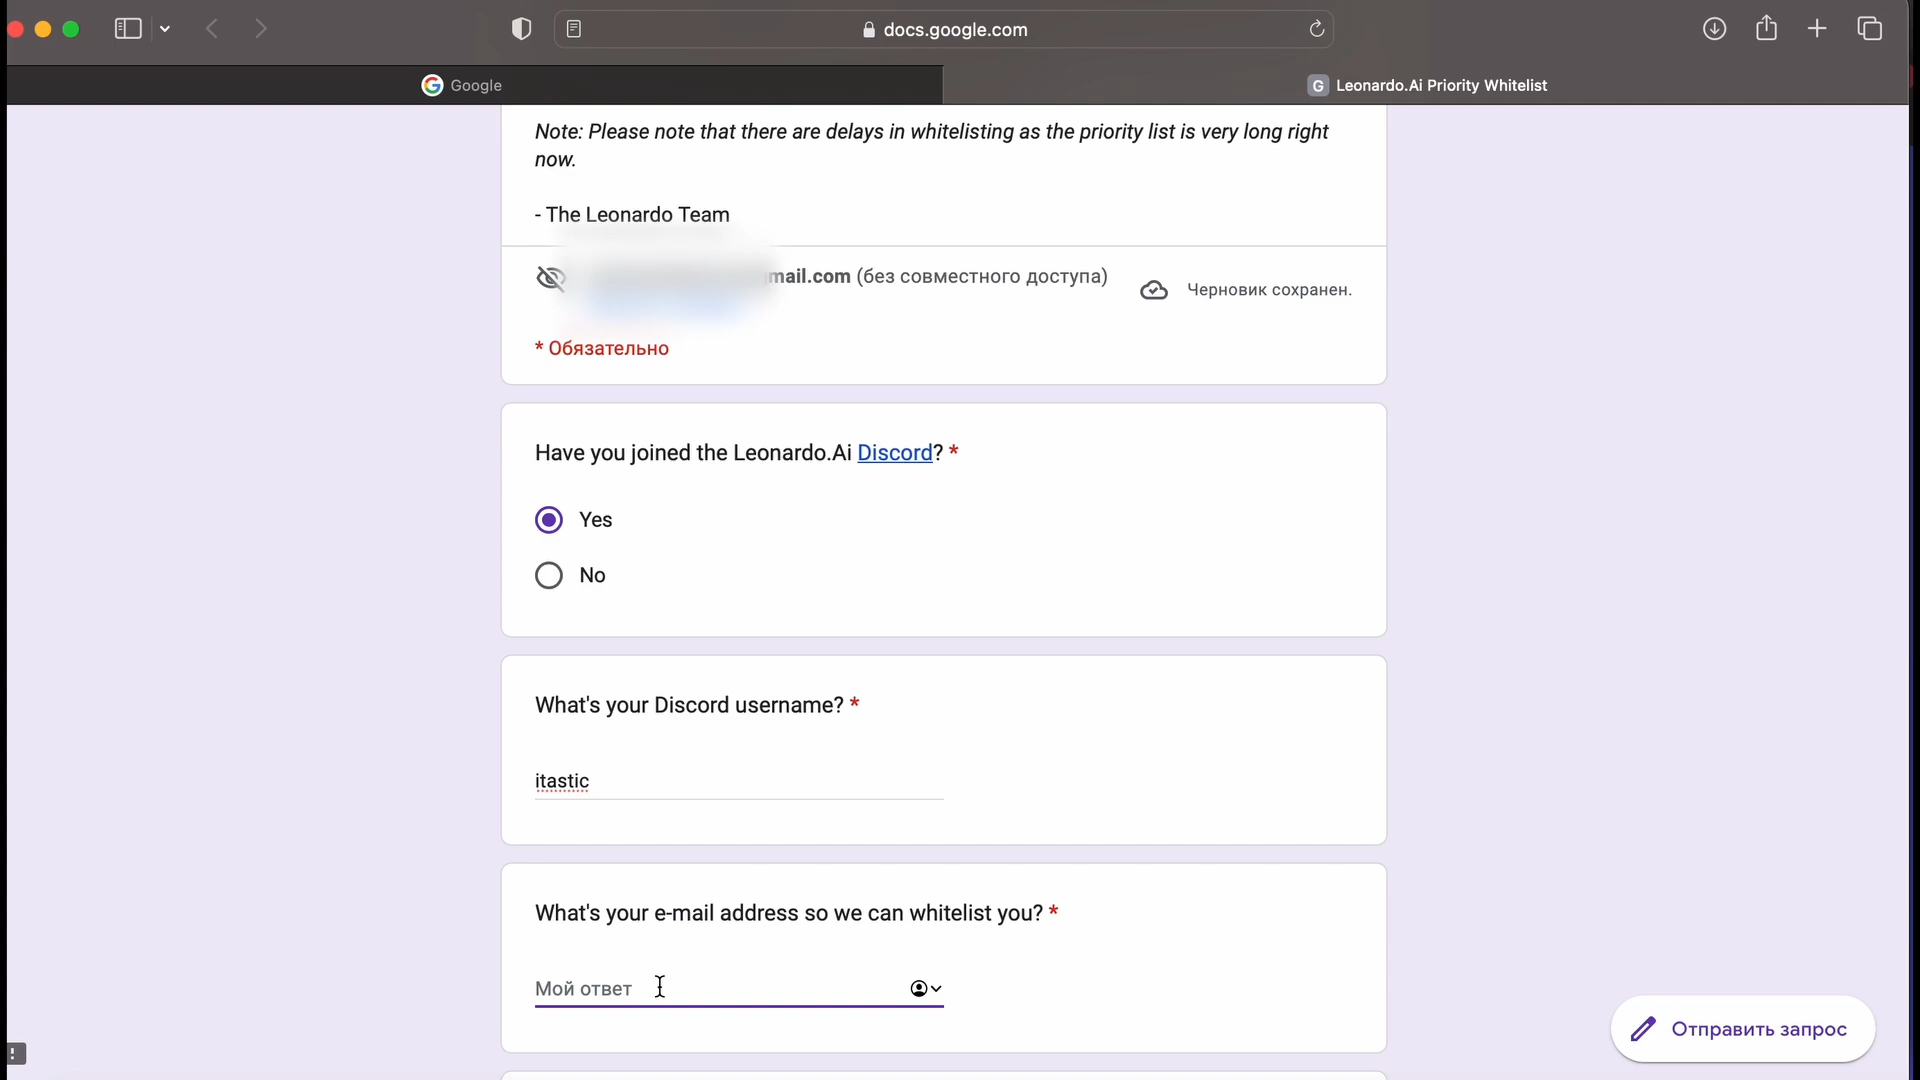 docs.google.com
Google
Leonardo.Ai Priority Whitelist
Note: Please note that there are delays in whitelisting as the priority list is very long right
now.
- The Leonardo Team
mail.com (без совместного доступа)
Черновик сохранен.
* Обязательно
Have you joined the Leonardo.Ai Discord? *
Yes
No
What's your Discord username? *
itastic
What's your e-mail address so we can whitelist you? *
Мой ответ
Отправить запрос